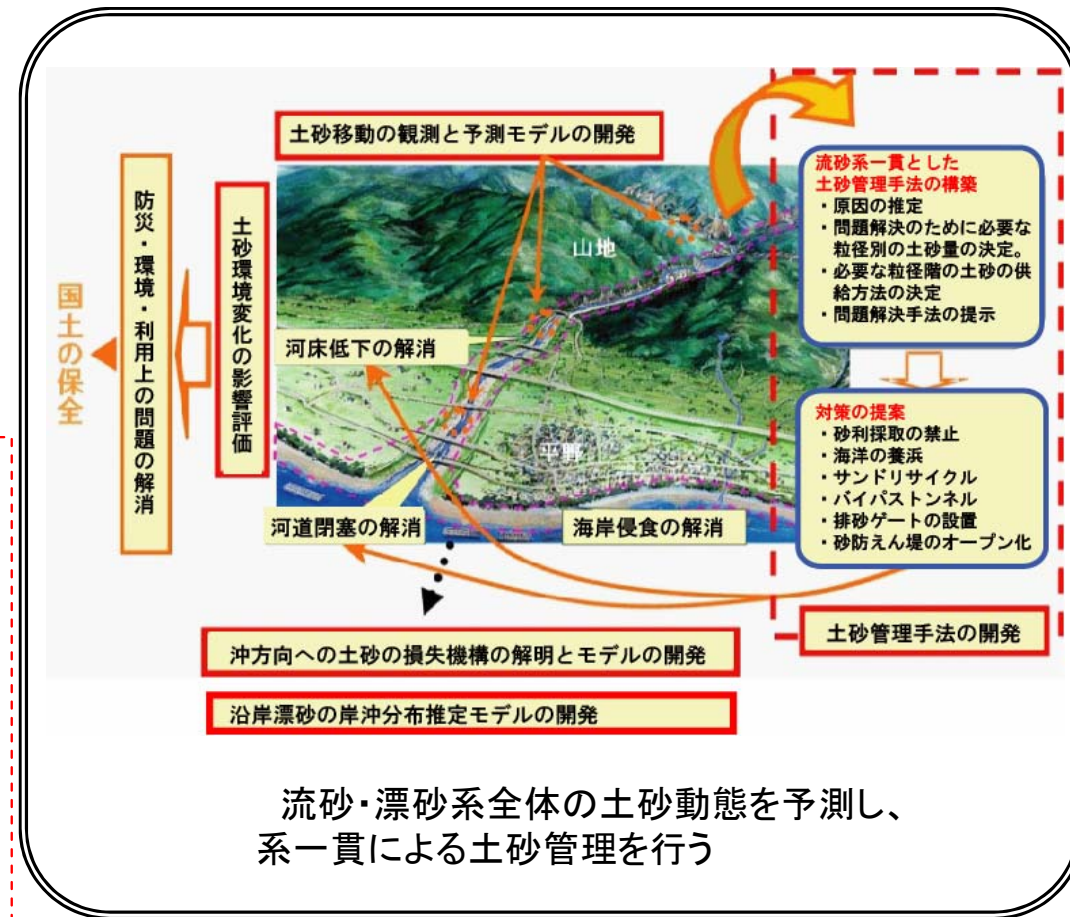 土砂移動の観測と予測モデルの開発
流砂系一貫とした
土砂管理手法の構築
・原因の推定
・問題解決のために必要な
粒径別の土砂量の決定。
・必要な粒径階の土砂の供
給方法の決定
・問題解決手法の提示
対策の提案
・砂利採取の禁止
・海洋の養浜
・サンドリサイクル
・バイパストンネル
・排砂ゲートの設置
・砂防えん堤のオープン化
土砂管理手法の開発
山地
平野
河床低下の解消
河道閉塞の解消
海岸侵食の解消
土砂環境変化の影響評価
防災・環境・利用上の問題の解消
国土の保全
沖方向への土砂の損失機構の解明とモデルの開発
沿岸漂砂の岸沖分布推定モデルの開発
流砂・漂砂系全体の土砂動態を予測し、
系一貫による土砂管理を行う